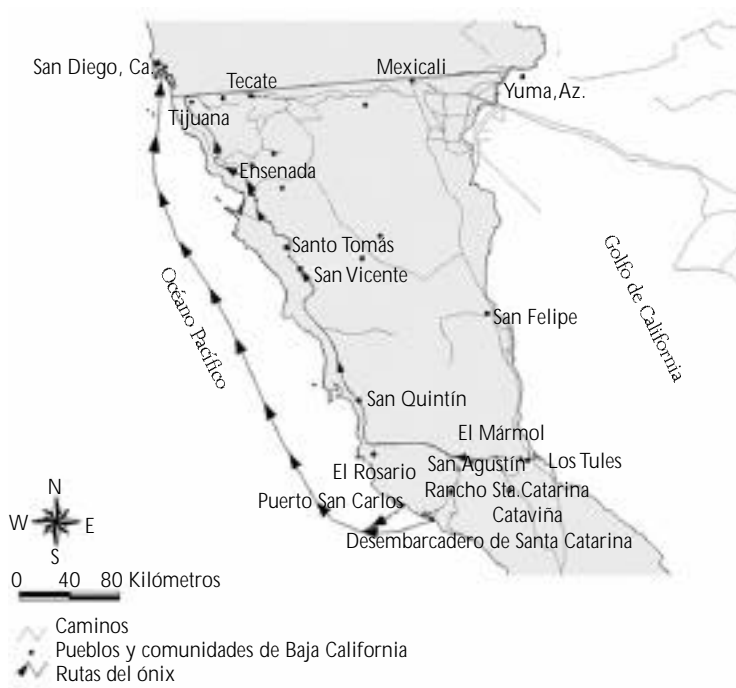 San Diego, Ca.
Tecate
Mexicali
Yuma, Az.
Tijuana
Ensenada
Santo Tomás
San Vicente
Océano Pacífico
Golfo de California
San Felipe
San Quintín
El Mármol
El Rosario
San Agustín
Los Tules
Puerto San Carlos
Rancho Sta. Catarina
Cataviña
Desembarcadero de Santa Catarina
N
W E
S
0 40 80 Kilómetros
Caminos
Pueblos y comunidades de Baja California
Rutas del ónix